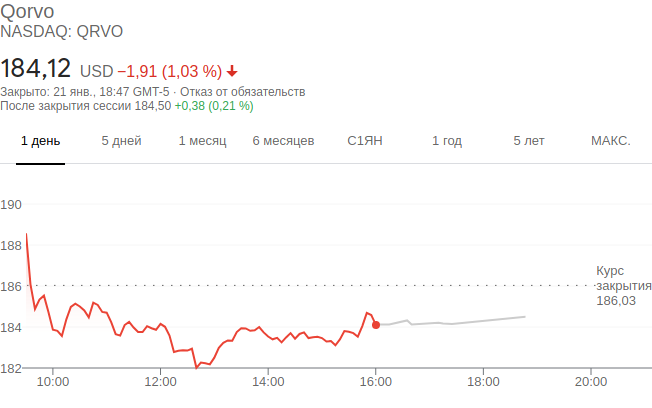 Qorvo
NASDAQ: QRVO
184,12 USD −1,91 (1,03 %)
Закрыто: 21 янв., 18:47 GMT-5 · Отказ от обязательств
После закрытия сессии 184,50 +0,38 (0,21 %)
1 день 5 дней 1 месяц 6 месяцев С1ЯН 1 год 5 лет МАКС.
190
188
186
184
182
Курс
закрытия
186,03
10:00 12:00 14:00 16:00 18:00 20:00